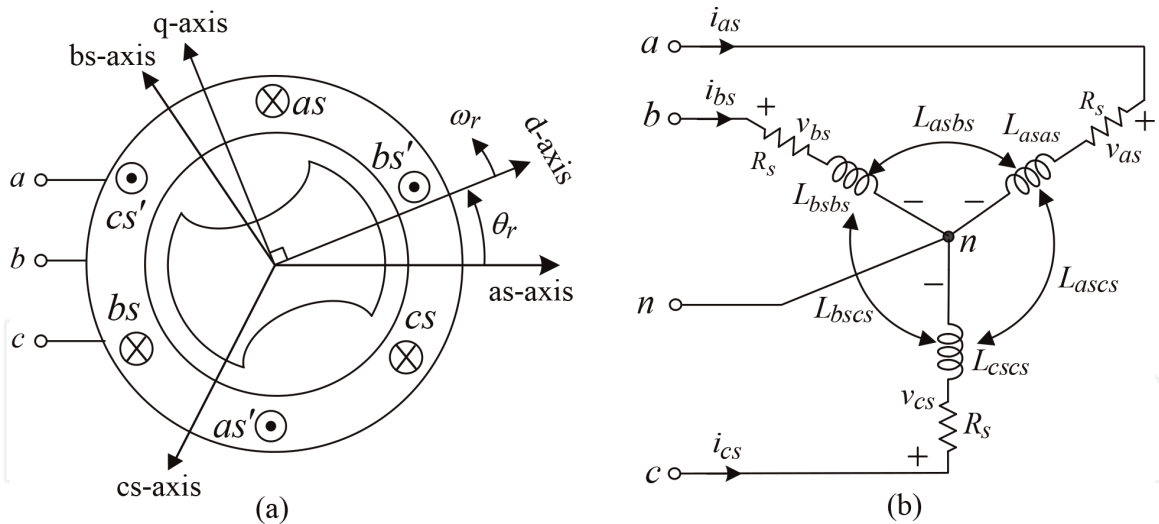 q-axis
bs-axis
as
bs'
ωr
d-axis
a
cs'
θr
b
as-axis
bs
cs
c
as'
cs-axis
(a)
ias
a
ibs
b
+
vbs
Rs
Lasbs
Lasas
Rs
+
vas
Lbsbs
−
−
n
n
−
Lbscs
Lascs
Lcscs
vcs
Rs
ics
+
c
(b)